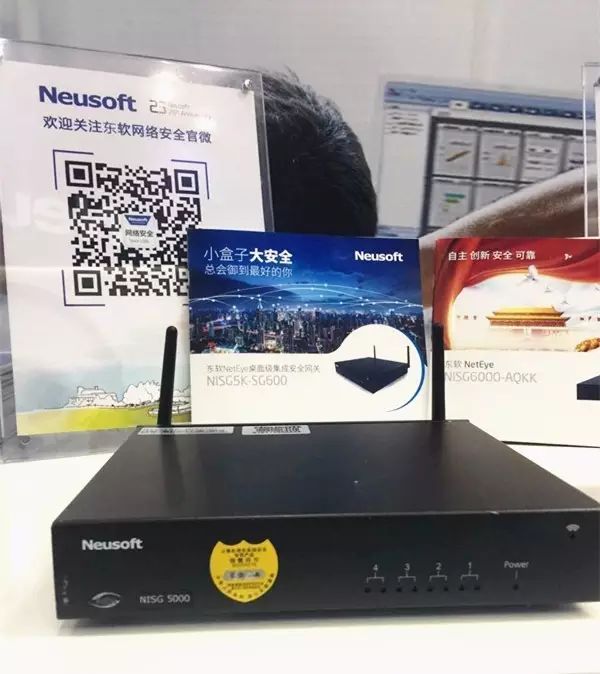 Neusoft
欢迎关注东软网络安全官微
网络安全
小盒子大安全
总会御到最好的你
Neusoft
东软NetEye桌面级集成安全网关
NISG5K-SG600
自主 创新 安全 可靠
东软 NetEye
NISG6000-AQKK
Neusoft
NISG 5000
4 3 2 1 Power